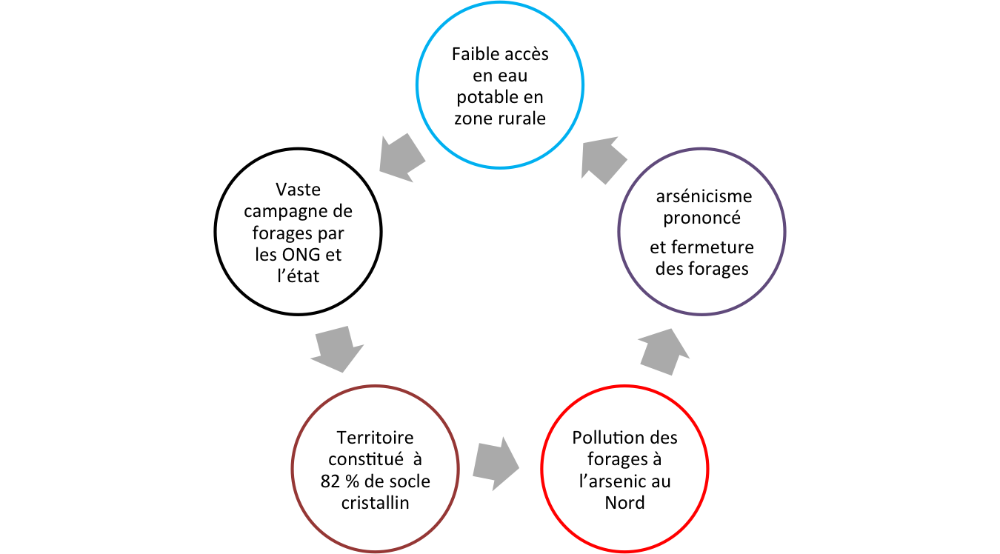 Faible accès
en eau
potable en
zone rurale
Vaste
campagne de
forages par
les ONG et
l’état
Territoire
constitué  à
82 % de socle
cristallin
Pollution des
forages à
l’arsenic au
Nord
arsénicisme
prononcé
et fermeture
des forages